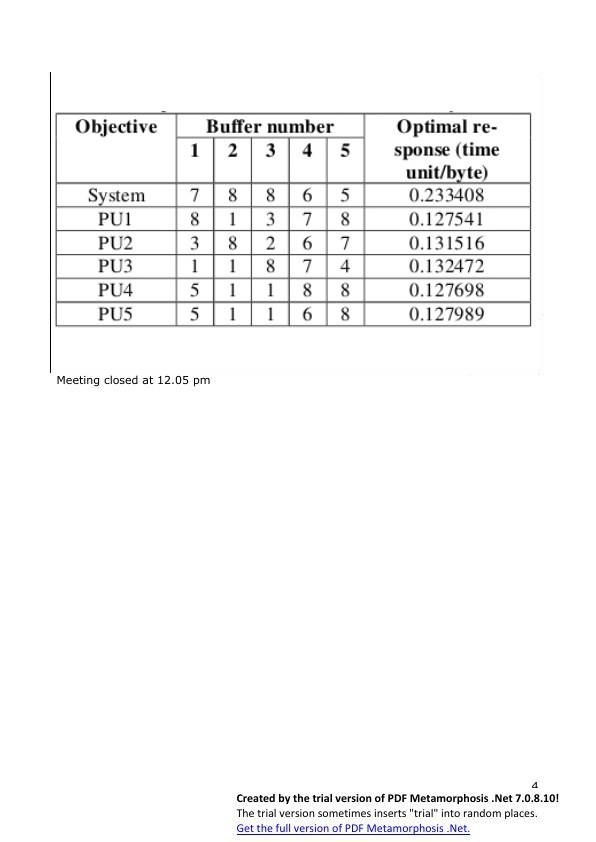 Objective Buffer number Optimal re-
1 2 3 4 5 sponse (time
unit/byte)
System 7 8 8 6 5 0.233408
PU1 8 1 3 7 8 0.127541
PU2 3 8 2 6 7 0.131516
PU3 1 1 8 7 4 0.132472
PU4 5 1 1 8 8 0.127698
PU5 5 1 1 6 8 0.127989
Meeting closed at 12.05 pm
4
Created by the trial version of PDF Metamorphosis .Net 7.0.8.10!
The trial version sometimes inserts "trial" into random places.
Get the full version of PDF Metamorphosis .Net.